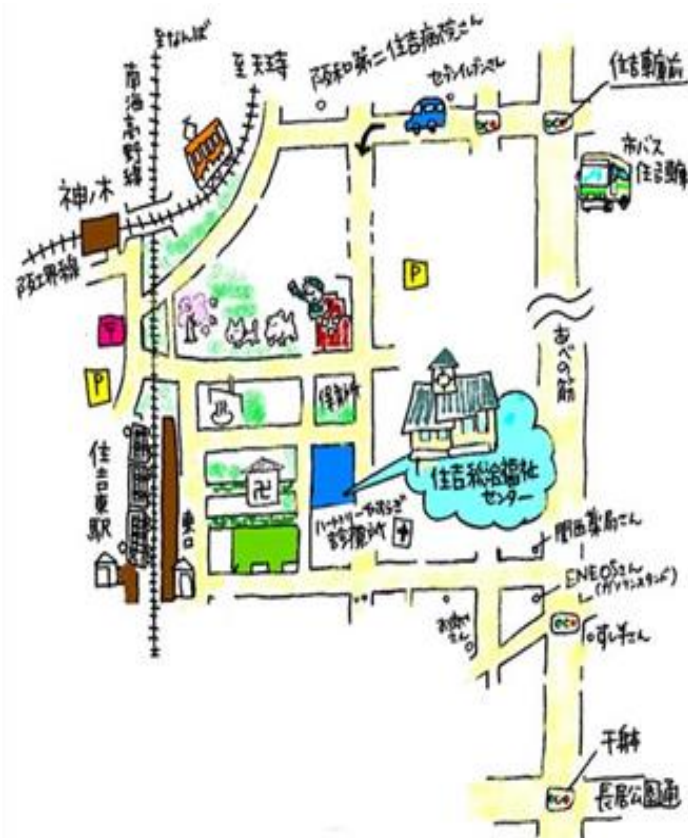 至なんば
南海高野線
至天王寺
阪和第二住吉病院さん
セブンイレブンさん
住吉車庫前
市バス
住吉車庫
神ノ木
阪堺線
P
P
〒
あべの筋
保育所
住吉総合福祉
センター
住吉東駅
東口
卍
ハートフリーやすらぎ
診療所
関西薬局さん
ENEOSさん
(ガソリンスタンド)
すし半さん
千躰
長居公園通